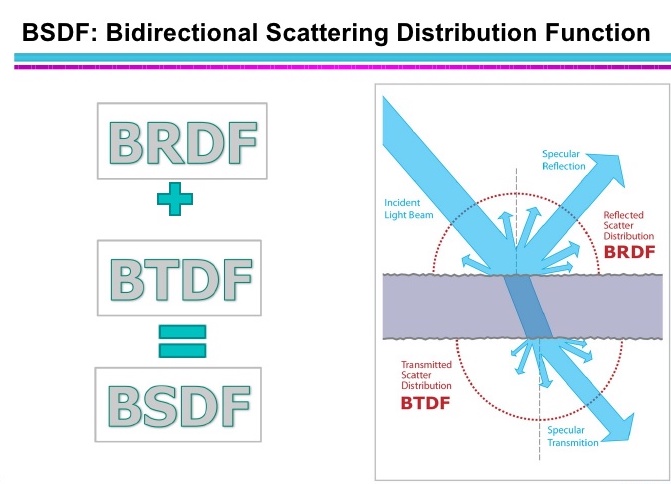 BSDF: Bidirectional Scattering Distribution Function
BRDF
+
BTDF
=
BSDF
Incident
Light Beam
Specular
Reflection
Reflected
Scatter
Distribution
BRDF
Transmitted
Scatter
Distribution
BTDF
Specular
Transmition